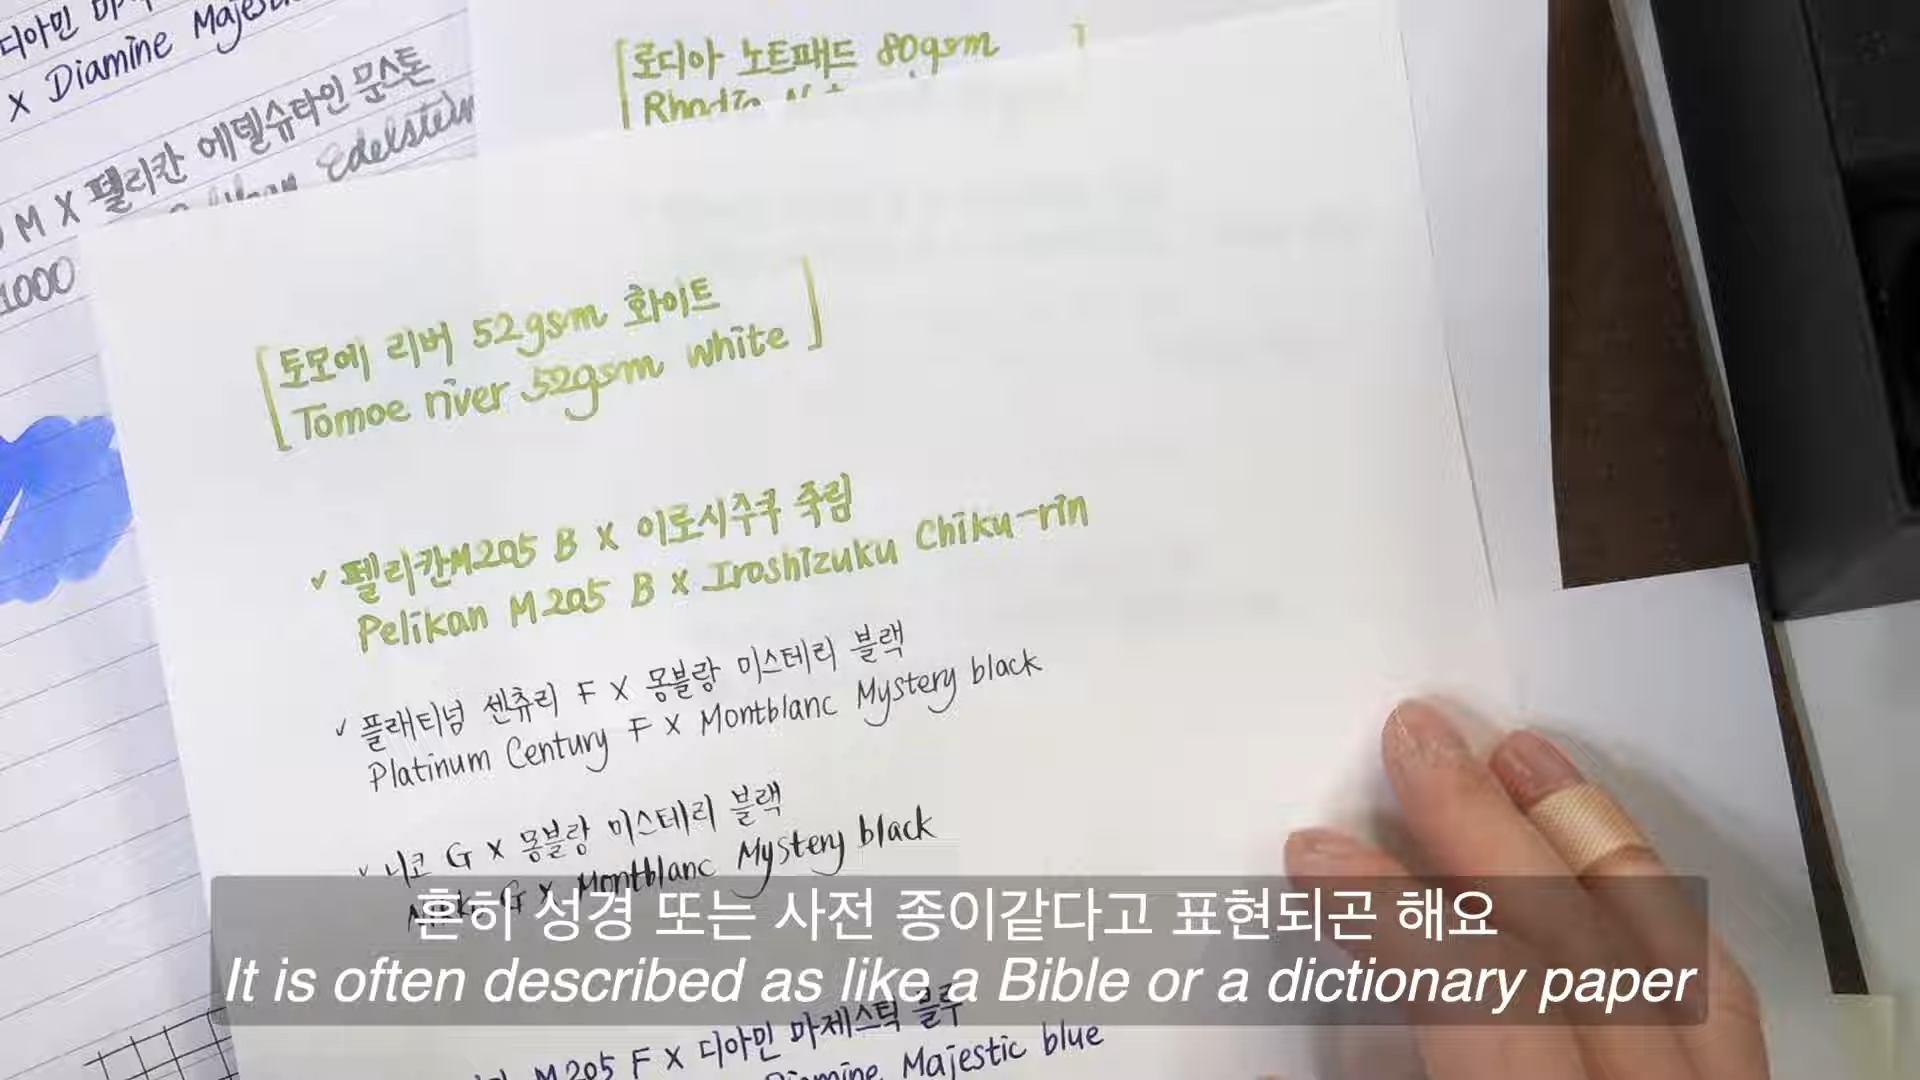 디아민
X Diamine Majes
M X 펠리칸 에델슈타인 문스톤
Edelstein
1000
[로디아 노트패드 80gsm
Rhodia
[토모에 리버 52gsm 화이트
Tomoe river 52gsm white]
✓ 펠리칸M205 B X 이로시주쿠 죽림
Pelikan M205 B X Iroshizuku Chiku-rin
✓ 플래티넘 센츄리 F X 몽블랑 미스테리 블랙
Platinum Century F X Montblanc Mystery black
✓ 니코 G X 몽블랑 미스테리 블랙
G X Montblanc Mystery black
흔히 성경 또는 사전 종이같다고 표현되곤 해요
It is often described as like a Bible or a dictionary paper
M205 F X 디아민 마제스틱 블루
Diamine Majestic blue